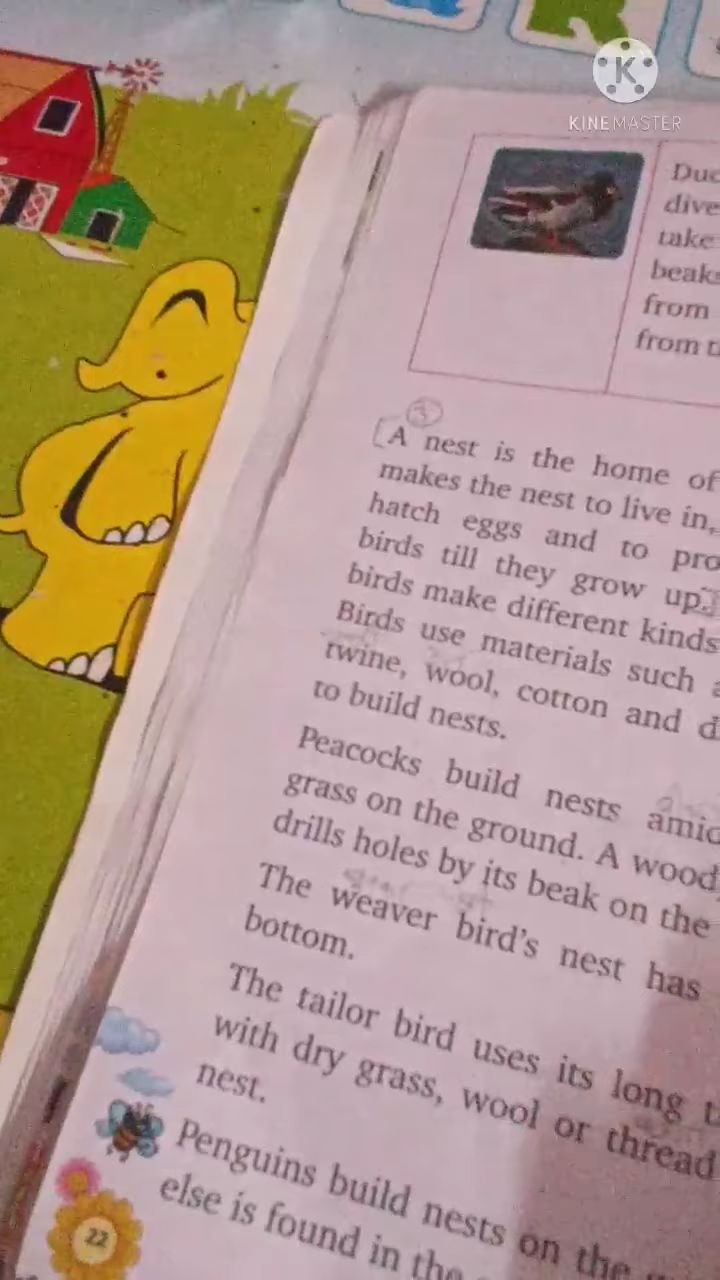 KINEMASTER
Duc
dive
take
beaks
from
from t
3
[A nest is the home of
makes the nest to live in,
hatch eggs and to pro
birds till they grow up.]
birds make different kinds
Birds use materials such a
twine, wool, cotton and d
to build nests.
Peacocks build nests amid
grass on the ground. A wood
drills holes by its beak on the
The weaver bird's nest has
bottom.
The tailor bird uses its long t
with dry grass, wool or thread
nest.
Penguins build nests on the
else is found in the
22